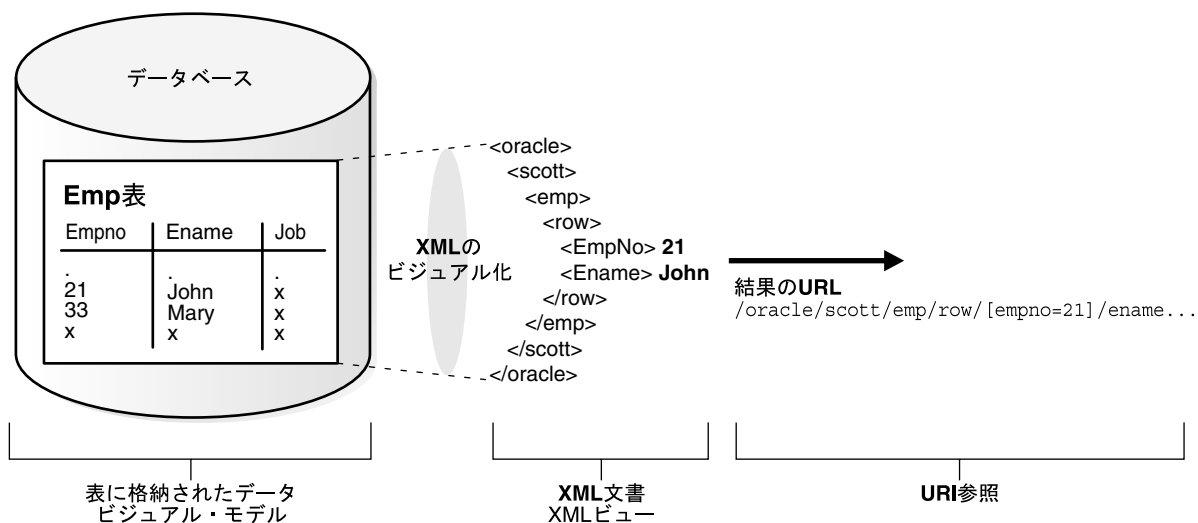 データベース
Emp表
Empno Ename Job
. . .
21 John x
33 Mary x
x x x
XMLの
ビジュアル化
<oracle>
<scott>
<emp>
<row>
<EmpNo> 21
<Ename> John
</row>
</emp>
</scott>
</oracle>
結果のURL
/oracle/scott/emp/row/[empno=21]/ename...
表に格納されたデータ
ビジュアル・モデル
XML文書
XMLビュー
URI参照